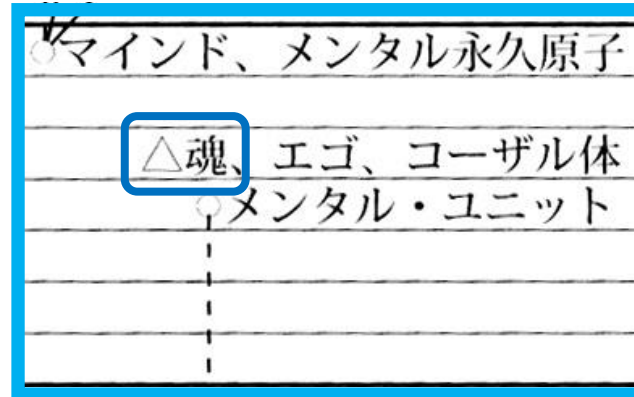 マインド、メンタル永久原子
△魂、エゴ、コーザル体
メンタル・ユニット